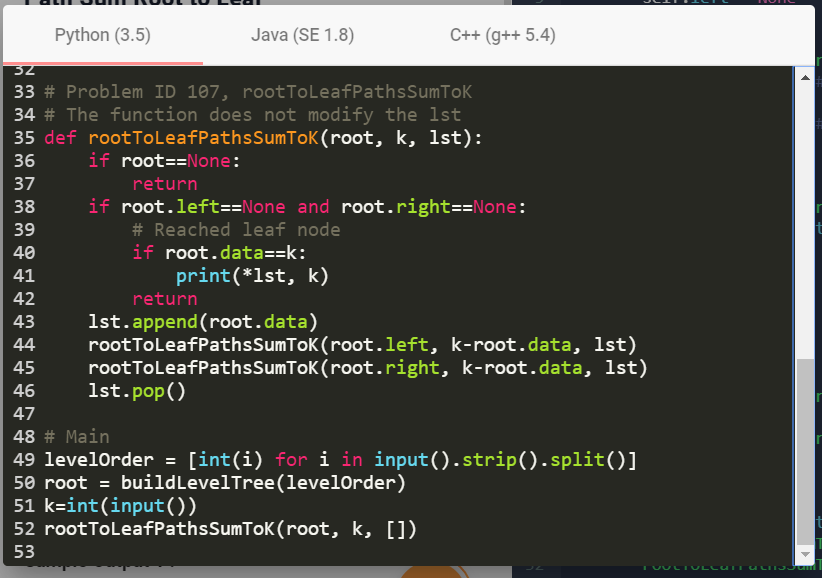 Path Sum Root to Leaf
Python (3.5) Java (SE 1.8) C++ (g++ 5.4)
32
33 # Problem ID 107, rootToLeafPathsSumToK
34 # The function does not modify the lst
35 def rootToLeafPathsSumToK(root, k, lst):
36     if root==None:
37         return
38     if root.left==None and root.right==None:
39         # Reached leaf node
40         if root.data==k:
41             print(*lst, k)
42         return
43     lst.append(root.data)
44     rootToLeafPathsSumToK(root.left, k-root.data, lst)
45     rootToLeafPathsSumToK(root.right, k-root.data, lst)
46     lst.pop()
47
48 # Main
49 levelOrder = [int(i) for i in input().strip().split()]
50 root = buildLevelTree(levelOrder)
51 k=int(input())
52 rootToLeafPathsSumToK(root, k, [])
53